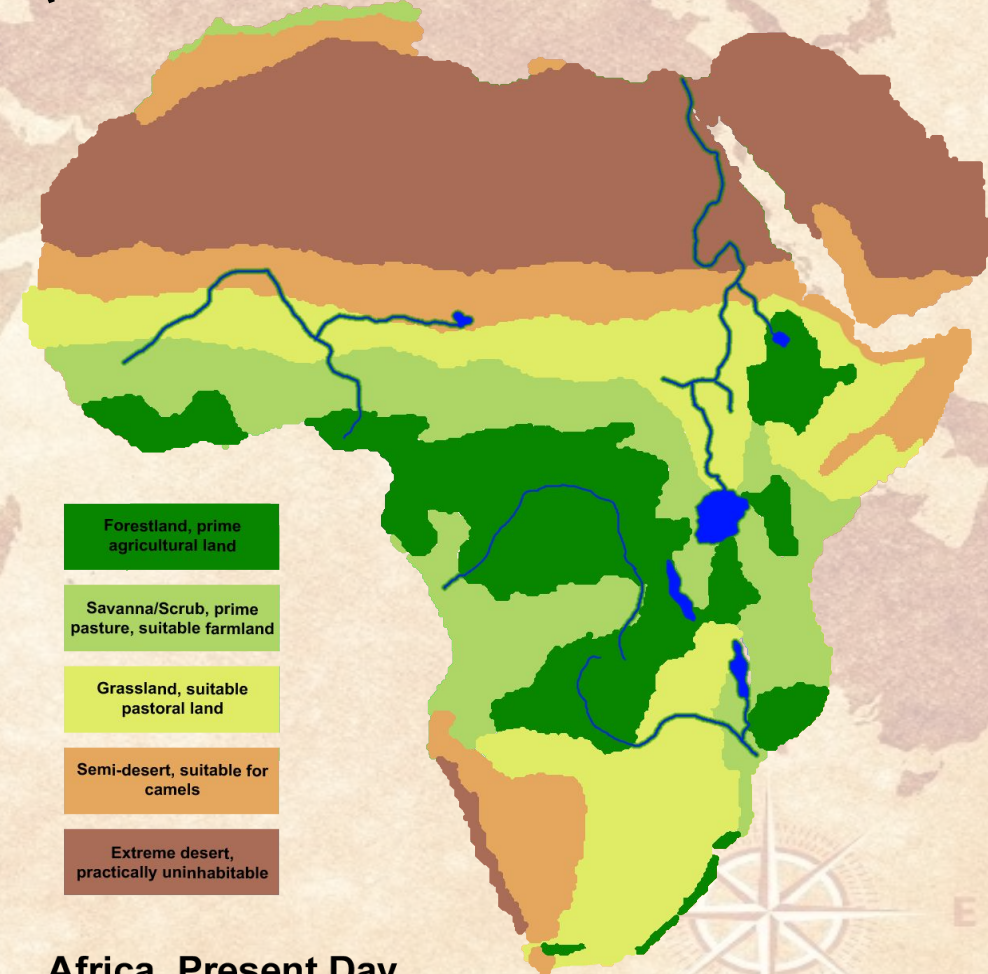 Forestland, prime
agricultural land
Savanna/Scrub, prime
pasture, suitable farmland
Grassland, suitable
pastoral land
Semi-desert, suitable for
camels
Extreme desert,
practically uninhabitable
E
Africa, Present Day